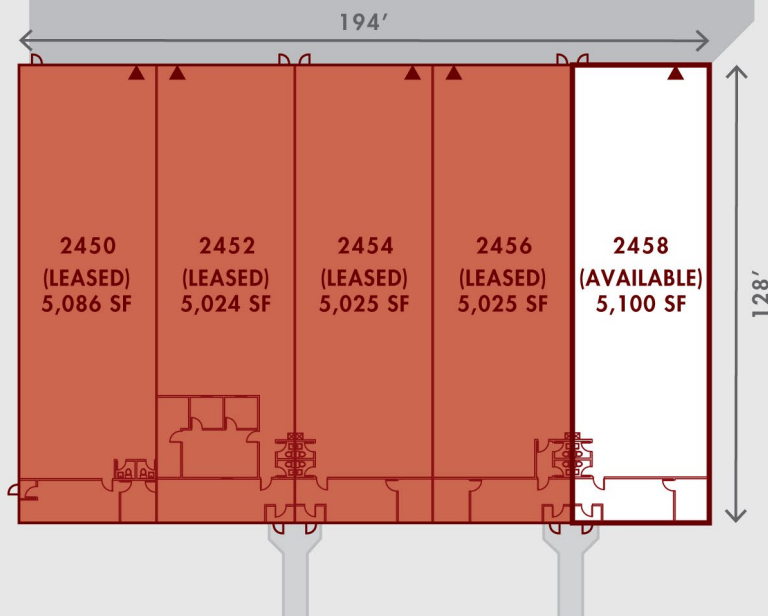 194’
2450
(LEASED)
5,086 SF
2452
(LEASED)
5,024 SF
2454
(LEASED)
5,025 SF
2456
(LEASED)
5,025 SF
2458
(AVAILABLE)
5,100 SF
128’